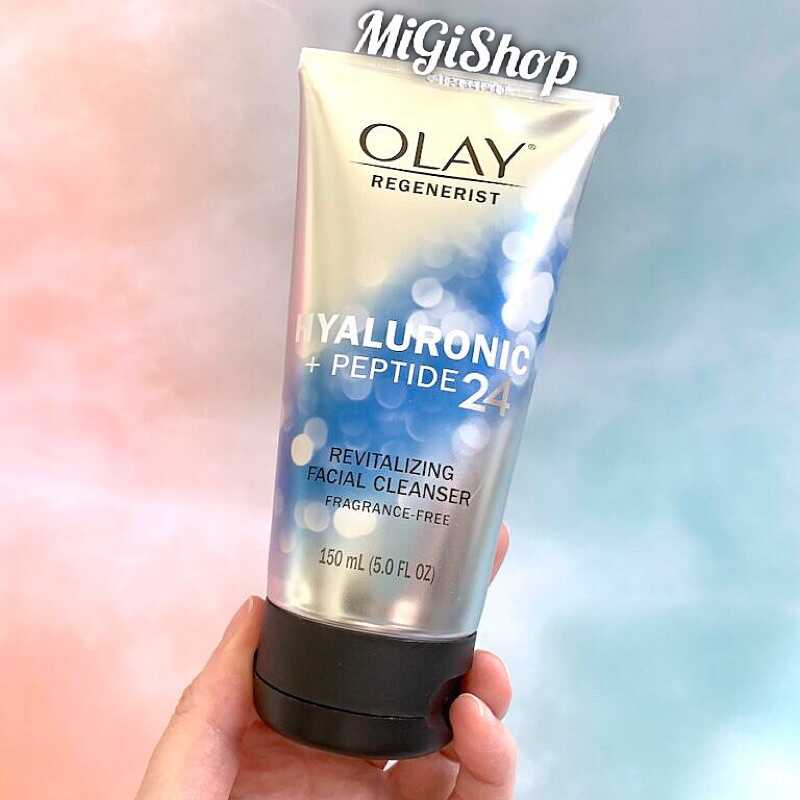 MiGiShop
OLAY®
REGENERIST
HYALURONIC
+ PEPTIDE 24
REVITALIZING
FACIAL CLEANSER
FRAGRANCE-FREE
150 mL (5.0 FL OZ)